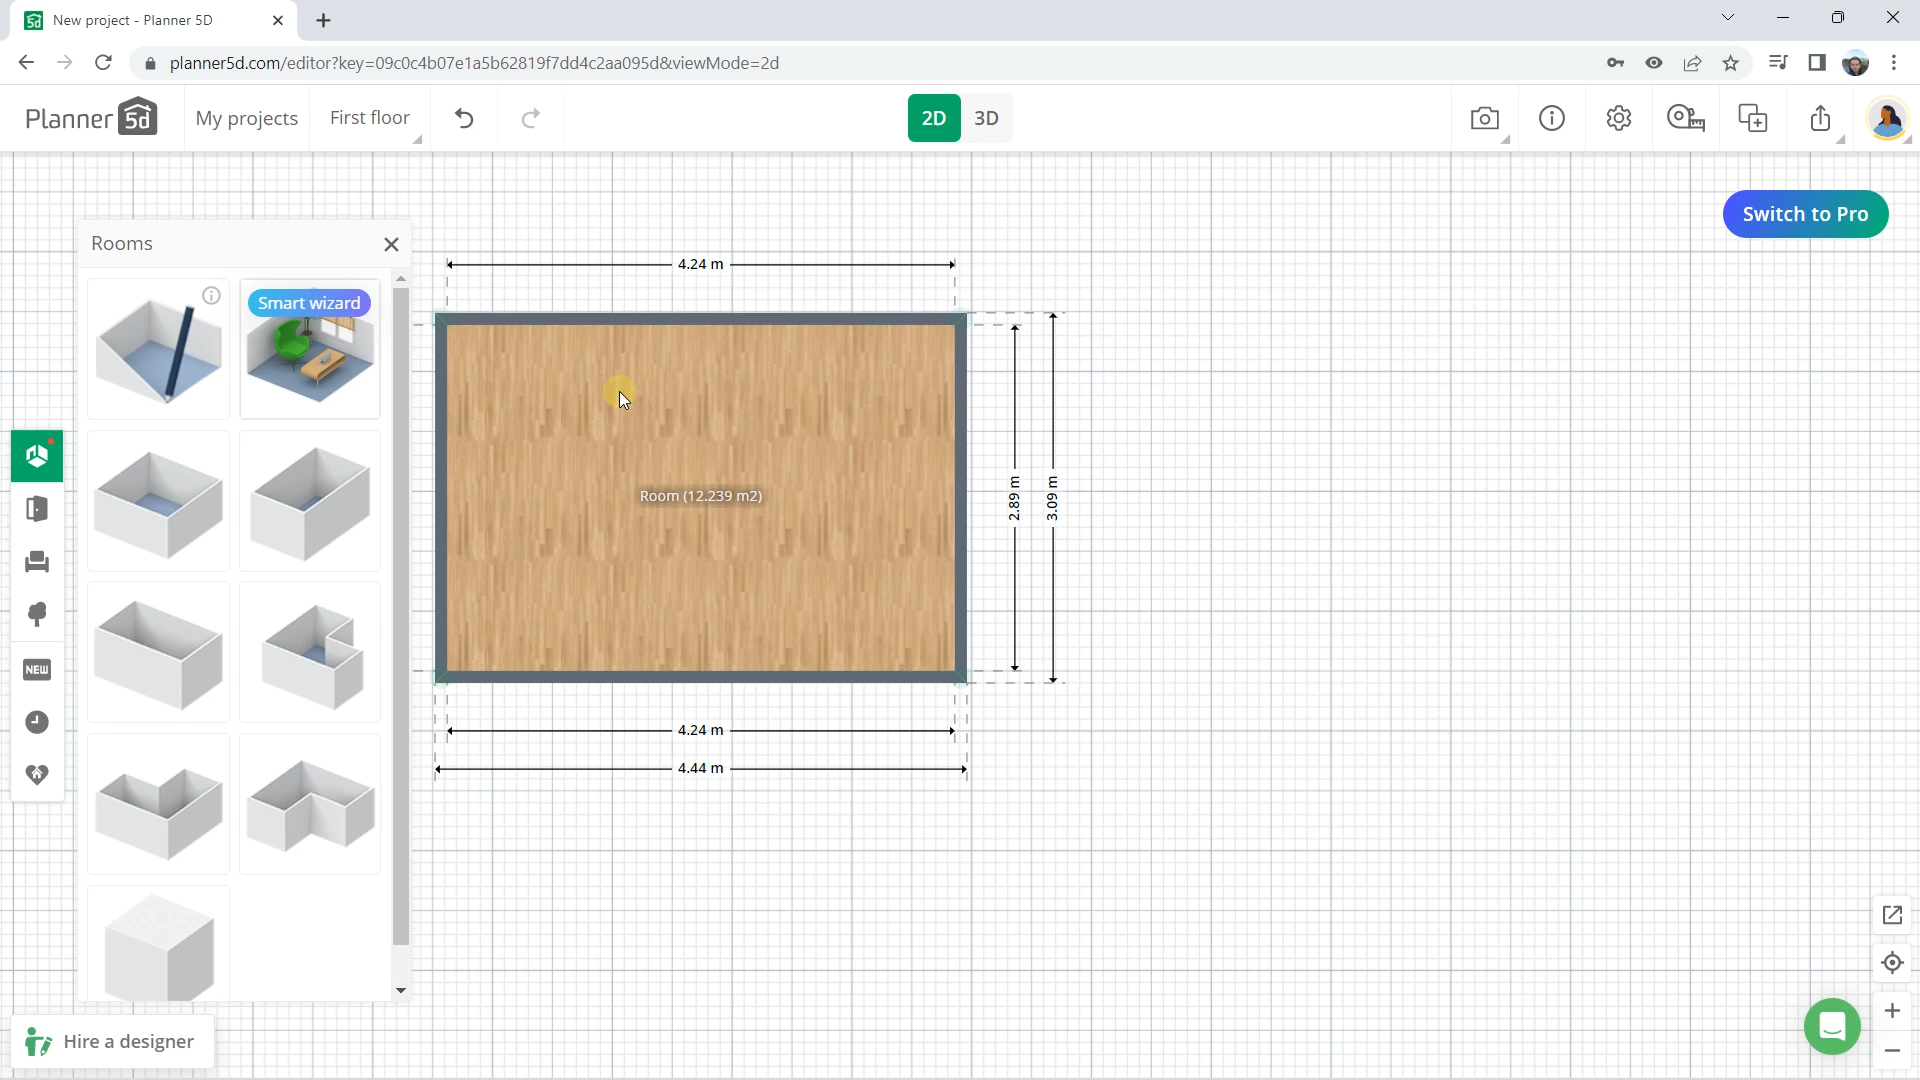 New project - Planner 5D
planner5d.com/editor?key=09c0c4b07e1a5b62819f7dd4c2aa095d&viewMode=2d
Planner 5d
My projects
First floor
2D
3D
Switch to Pro
Rooms
Smart wizard
NEW
4.24 m
Room (12.239 m2)
2.89 m
3.09 m
4.24 m
4.44 m
Hire a designer